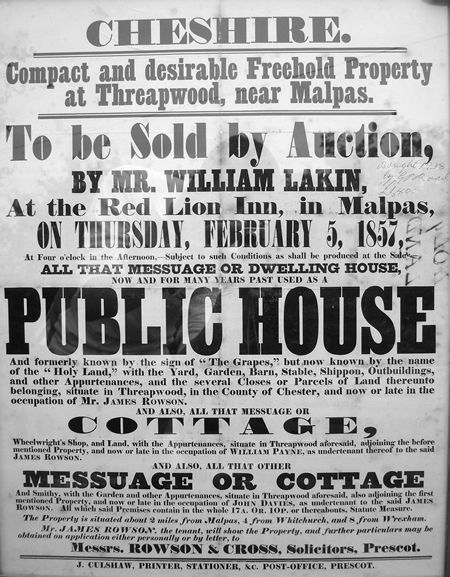 CHESHIRE.
Compact and desirable Freehold Property
at Threapwood, near Malpas.
To be Sold by Auction,
BY MR. WILLIAM LAKIN,
At the Red Lion Inn, in Malpas,
ON THURSDAY, FEBRUARY 5, 1857,
At Four o'clock in the Afternoon,—Subject to such Conditions as shall be produced at the Sale,
ALL THAT MESSUAGE OR DWELLING HOUSE,
NOW AND FOR MANY YEARS PAST USED AS A
PUBLIC HOUSE
And formerly known by the sign of "The Grapes," but now known by the name
of the "Holy Land," with the Yard, Garden, Barn, Stable, Shippon, Outbuildings,
and other Appurtenances, and the several Closes or Parcels of Land thereunto
belonging, situate in Threapwood, in the County of Chester, and now or late in the
occupation of Mr. JAMES ROWSON.
AND ALSO, ALL THAT MESSUAGE OR
COTTAGE,
Wheelwright's Shop, and Land, with the Appurtenances, situate in Threapwood aforesaid, adjoining the before
mentioned Property, and now or late in the occupation of WILLIAM PAYNE, as undertenant thereof to the said
JAMES ROWSON.
AND ALSO, ALL THAT OTHER
MESSUAGE OR COTTAGE
And Smithy, with the Garden and other Appurtenances, situate in Threapwood aforesaid, also adjoining the first
mentioned Property, and now or late in the occupation of JOHN DAVIES, as undertenant to the said JAMES
ROWSON. All which said Premises contain in the whole 17A. OR. 10P. or thereabouts, Statute Measure.
The Property is situated about 2 miles from Malpas, 4 from Whitchurch, and 8 from Wrexham.
Mr. JAMES ROWSON, the tenant, will show the Property, and further particulars may be
obtained on application either personally or by letter, to
Messrs. ROWSON & CROSS, Solicitors, Prescot.
J. CULSHAW, PRINTER, STATIONER, &C. POST-OFFICE, PRESCOT.